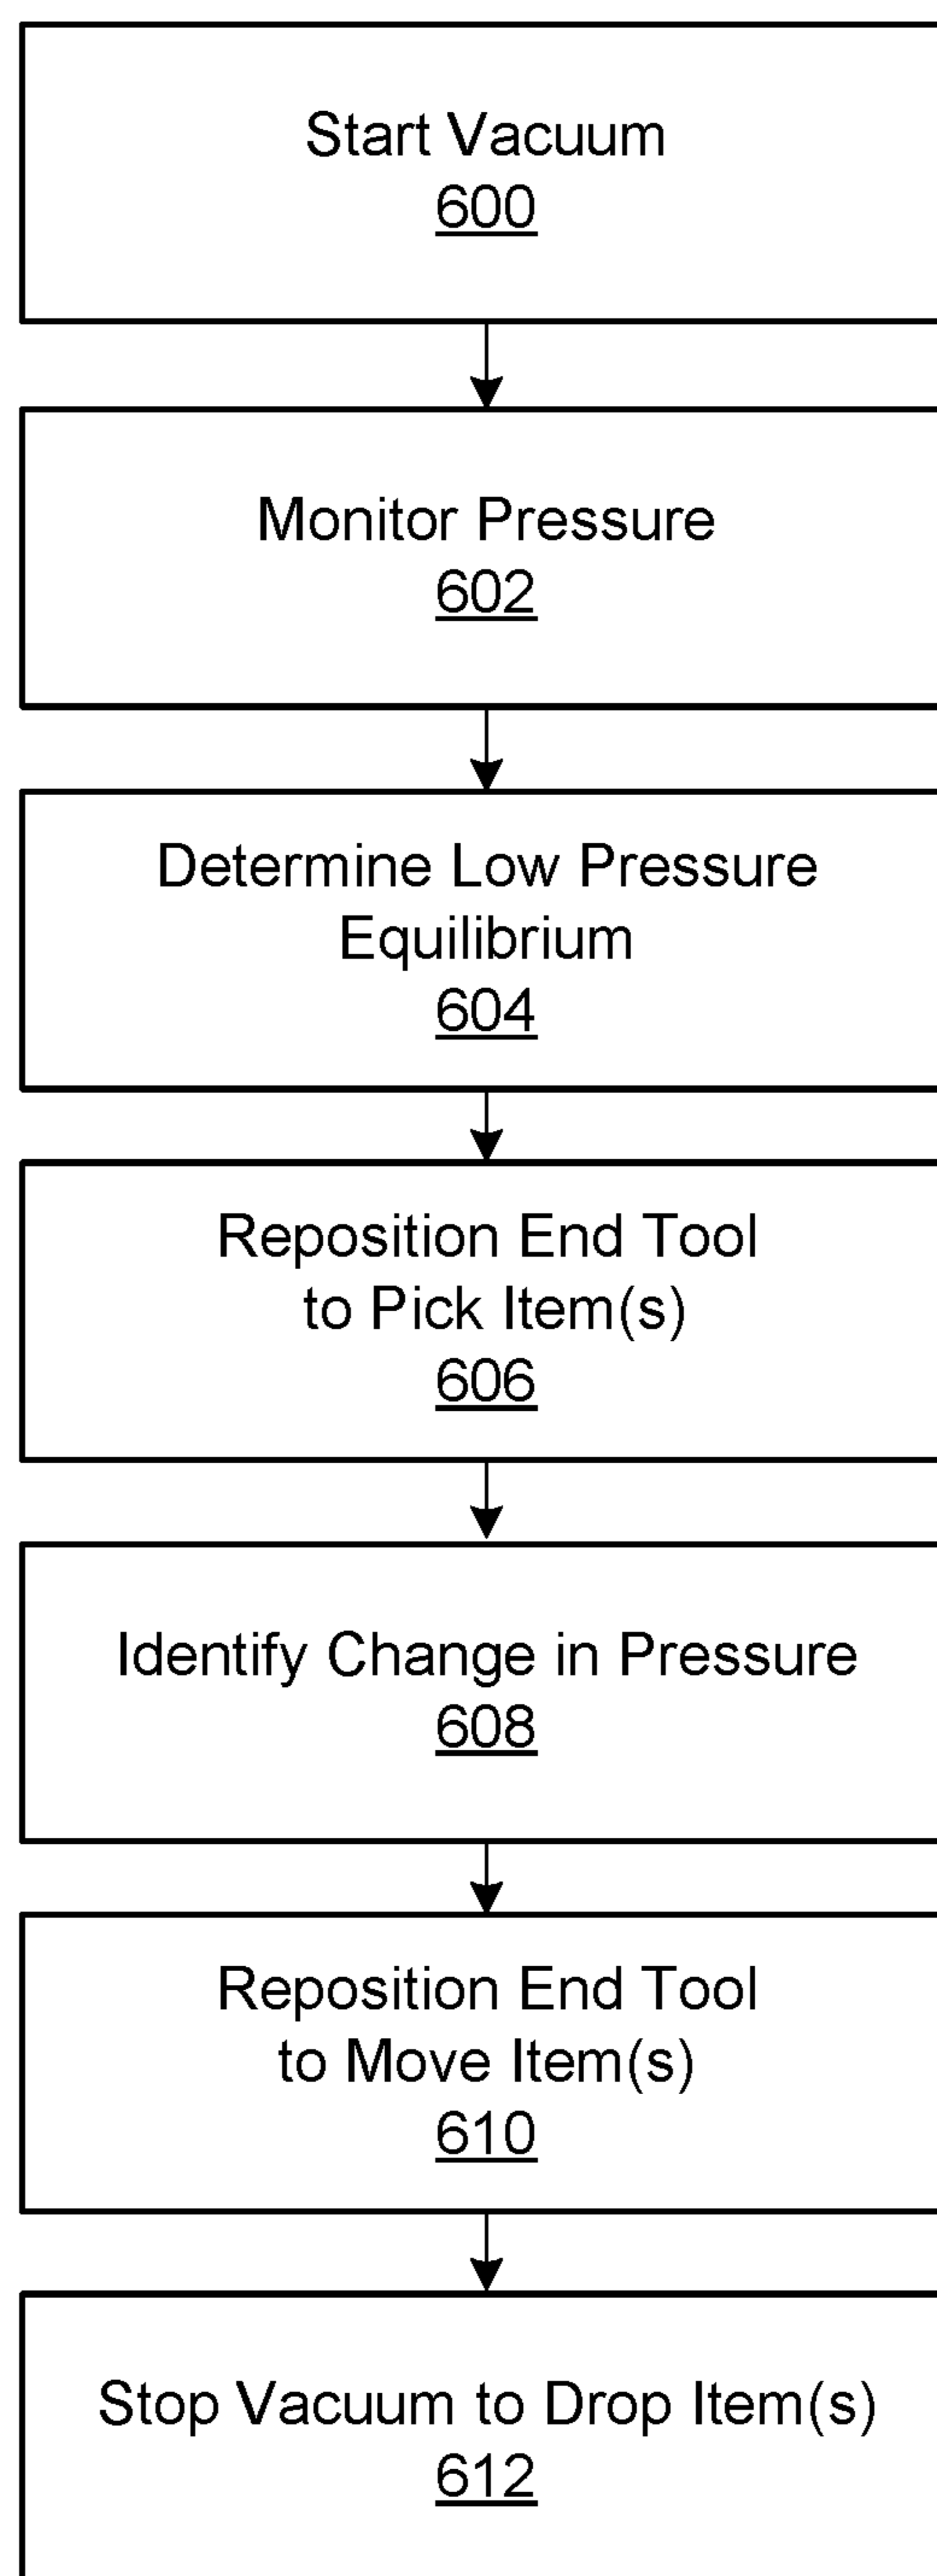 Start Vacuum
600
Monitor Pressure
602
Determine Low Pressure
Equilibrium
604
Reposition End Tool
to Pick Item(s)
606
Identify Change in Pressure
608
Reposition End Tool
to Move Item(s)
610
Stop Vacuum to Drop Item(s)
612